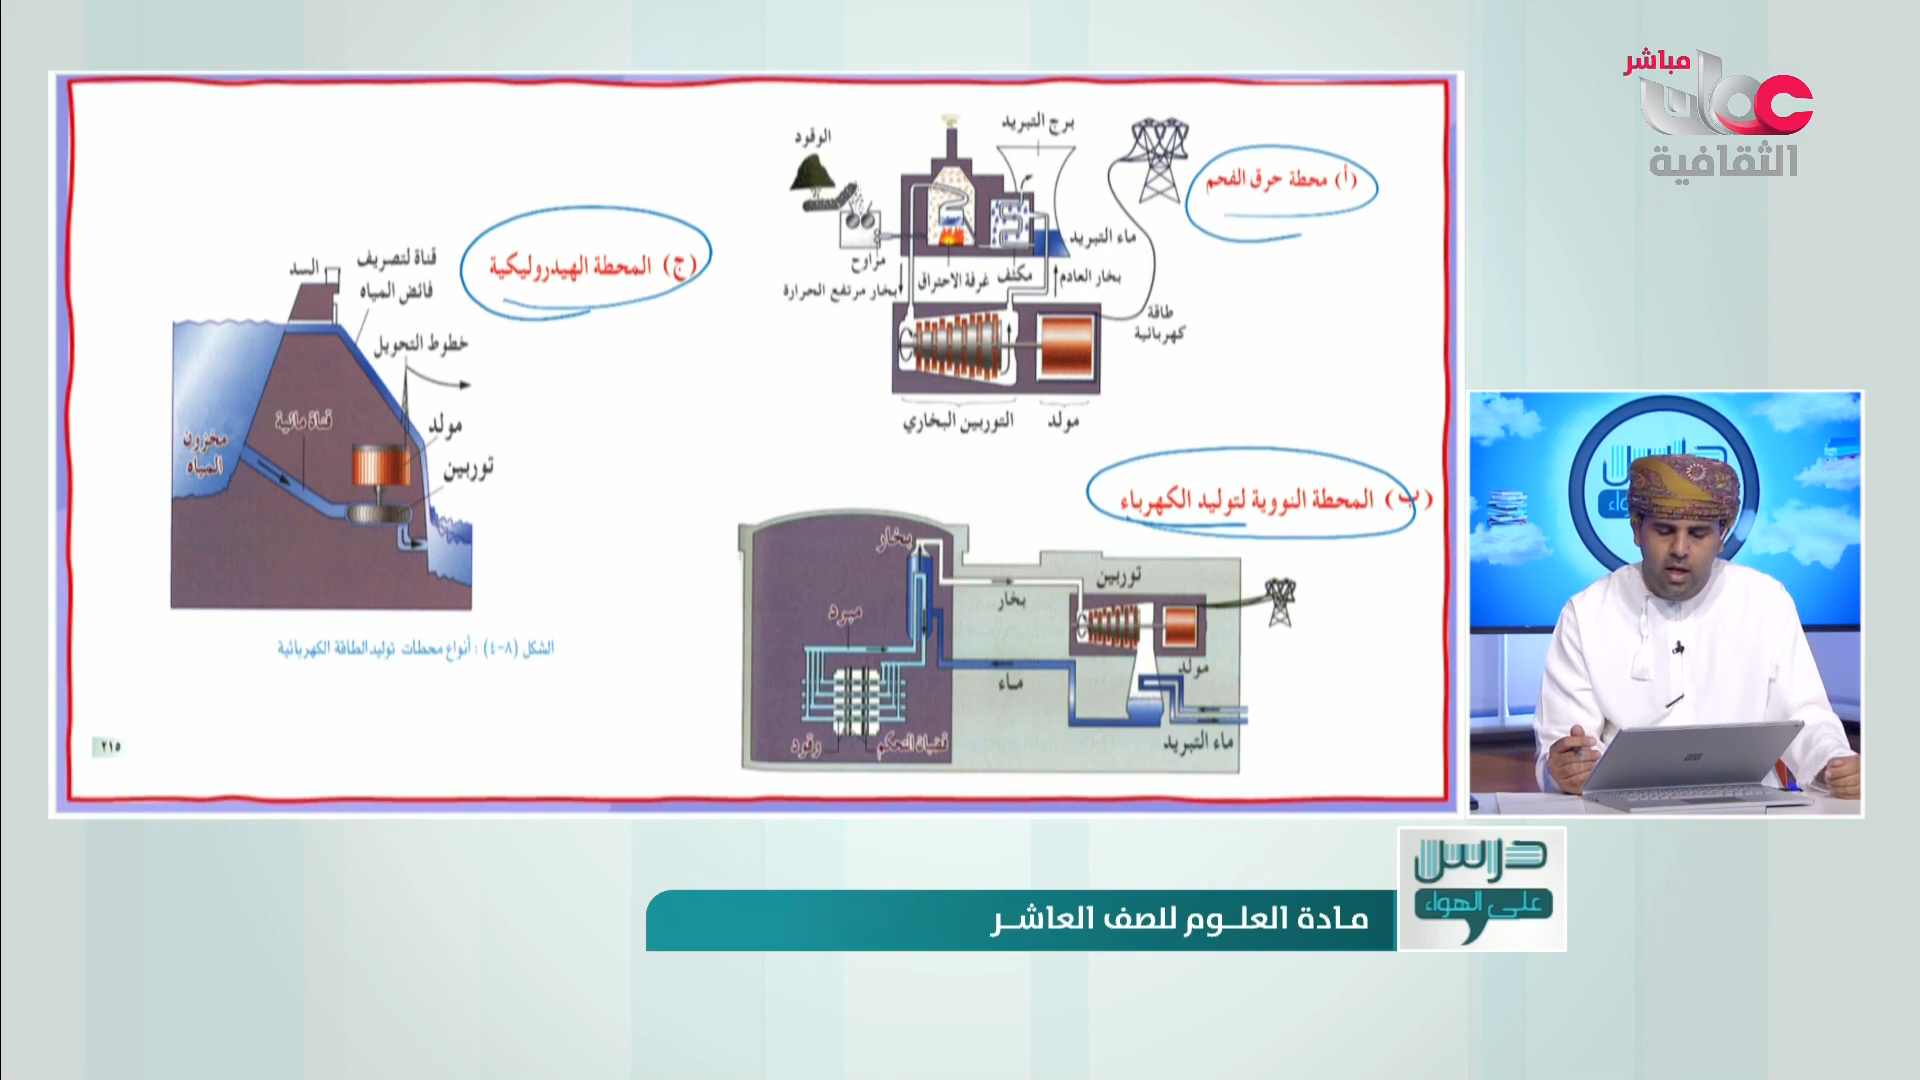 مباشر
عمان
الثقافية
(أ) محطة حرق الفحم
الوقود
برج التبريد
ماء التبريد
مراوح
غرفة الاحتراق
مكثف
بخار العادم
بخار مرتفع الحرارة
طاقة
كهربائية
التوربين البخاري
مولد
(ج) المحطة الهيدروليكية
السد
قناة لتصريف
فائض المياه
خطوط التحويل
مولد
توربين
قناة مائية
مخزون
المياه
(ب) المحطة النووية لتوليد الكهرباء
بخار
بخار
توربين
مبرد
مولد
ماء
وقود
قضبان التحكم
ماء التبريد
الشكل (٨-٤) : أنواع محطات توليد الطاقة الكهربائية
٢١٥
درس
على الهواء
مادة العلوم للصف العاشر